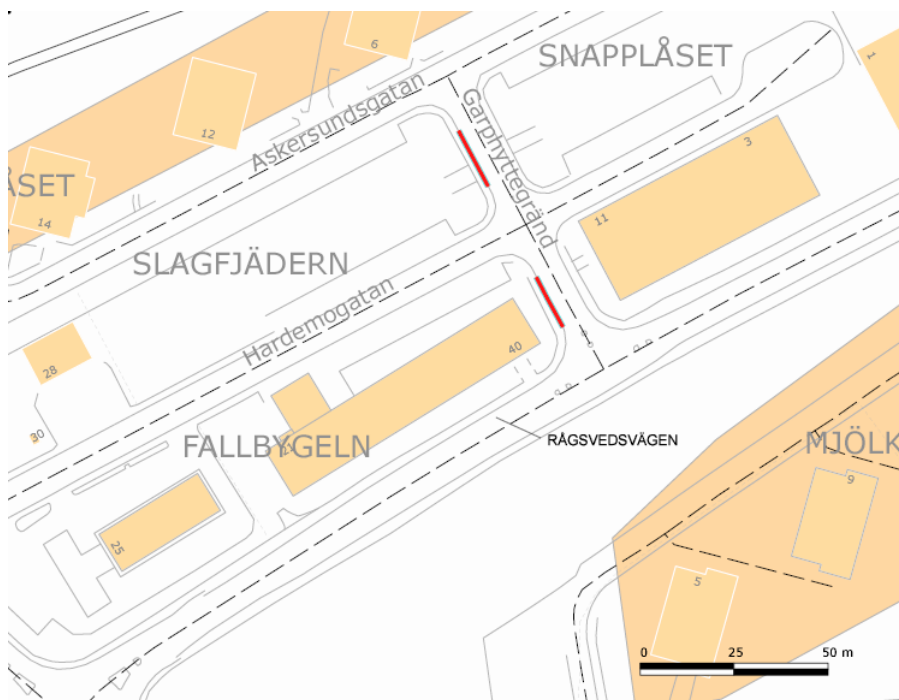 6
SNAPPLÅSET
1
12
Askersundsgatan
Garphyttegränd
3
ÅSET
14
11
SLAGFJÄDERN
Hardemogatan
28
40
30
FALLBYGELN
21
RÅGSVEDSVÄGEN
MJÖLK
9
25
5
0 25 50 m